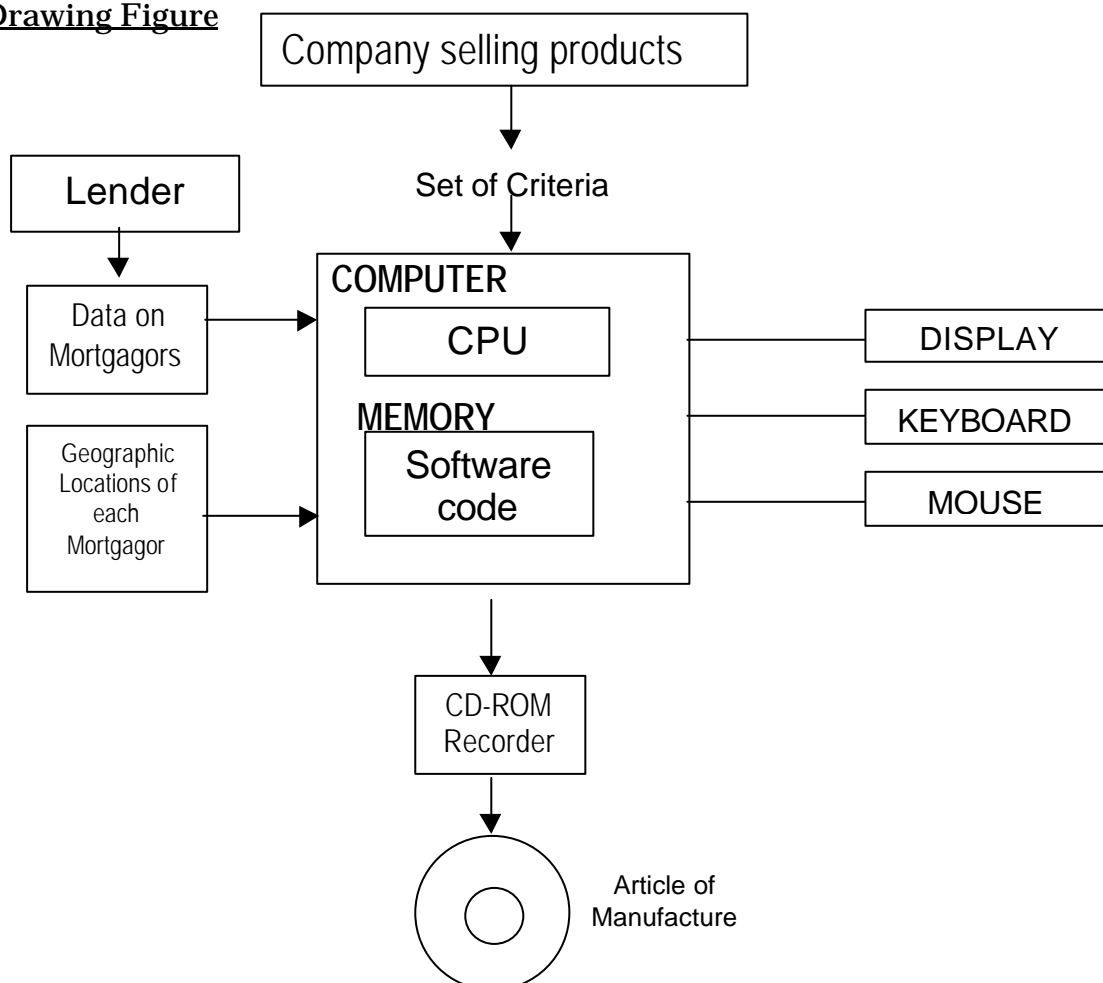 Drawing Figure
Company selling products
Lender
Set of Criteria
Data on
Mortgagors
COMPUTER
CPU
MEMORY
Software
code
DISPLAY
KEYBOARD
MOUSE
Geographic
Locations of
each
Mortgagor
CD-ROM
Recorder
Article of
Manufacture